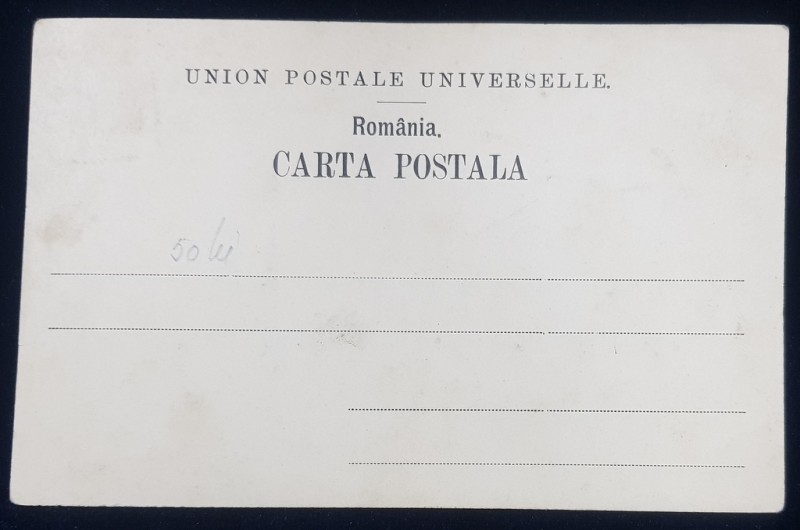 UNION POSTALE UNIVERSELLE.
România.
CARTA POSTALA
50 lei